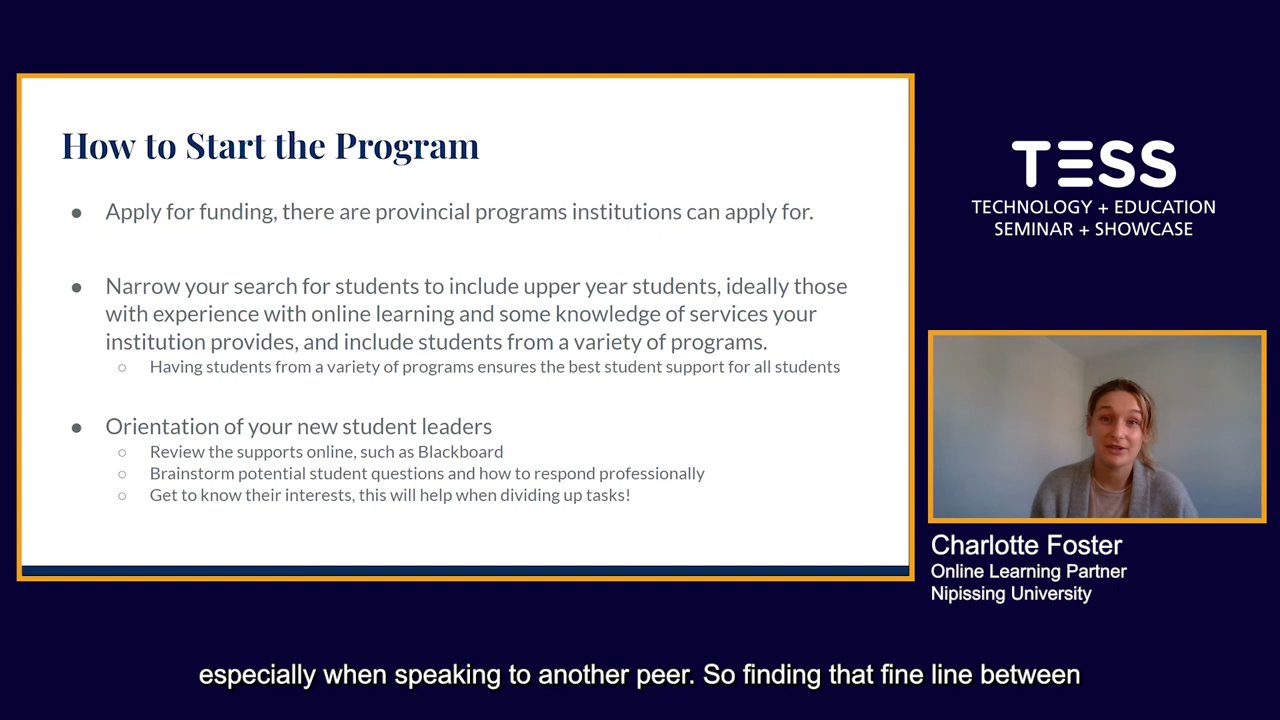 How to Start the Program
● Apply for funding, there are provincial programs institutions can apply for.
● Narrow your search for students to include upper year students, ideally those
with experience with online learning and some knowledge of services your
institution provides, and include students from a variety of programs.
○ Having students from a variety of programs ensures the best student support for all students
● Orientation of your new student leaders
○ Review the supports online, such as Blackboard
○ Brainstorm potential student questions and how to respond professionally
○ Get to know their interests, this will help when dividing up tasks!
TESS
TECHNOLOGY + EDUCATION
SEMINAR + SHOWCASE
Charlotte Foster
Online Learning Partner
Nipissing University
especially when speaking to another peer. So finding that fine line between